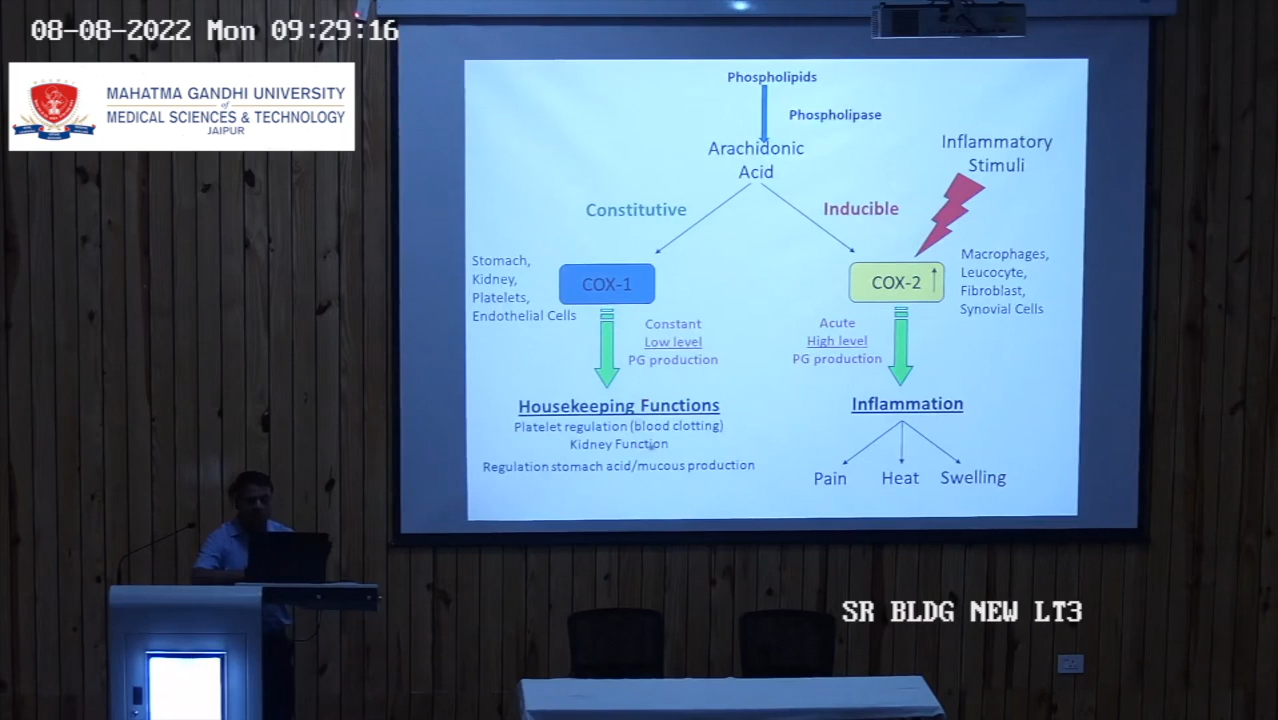 08-08-2022 Mon 09:29:16
MAHATMA GANDHI UNIVERSITY
of
MEDICAL SCIENCES & TECHNOLOGY
JAIPUR
Phospholipids
Phospholipase
Arachidonic
Acid
Inflammatory
Stimuli
Constitutive
Inducible
Stomach,
Kidney,
Platelets,
Endothelial Cells
COX-1
COX-2
Macrophages,
Leucocyte,
Fibroblast,
Synovial Cells
Constant
Low level
PG production
Acute
High level
PG production
Housekeeping Functions
Platelet regulation (blood clotting)
Kidney Function
Regulation stomach acid/mucous production
Inflammation
Pain Heat Swelling
SR BLDG NEW LT3